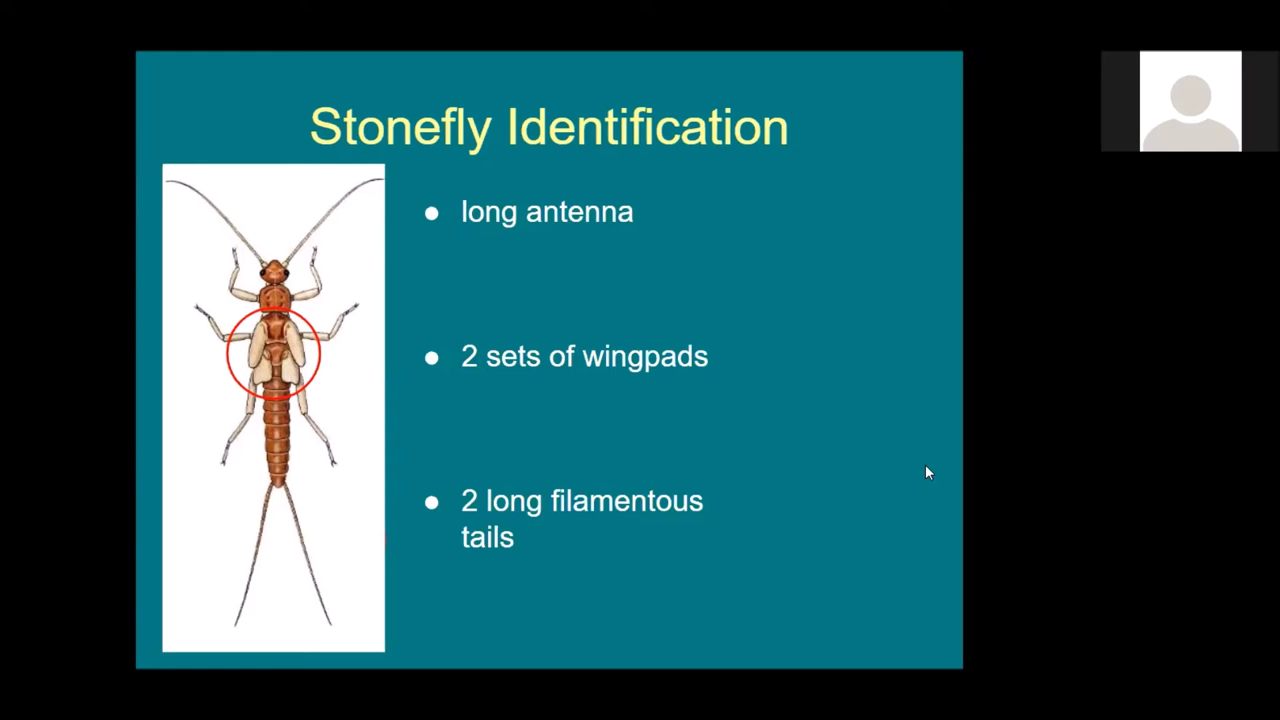 Stonefly Identification
● long antenna
● 2 sets of wingpads
● 2 long filamentous
tails